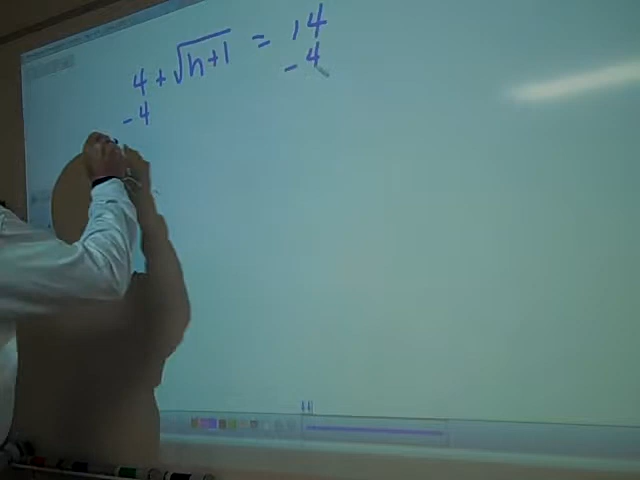 4 + √(n+1) = 14
- 4 - 4